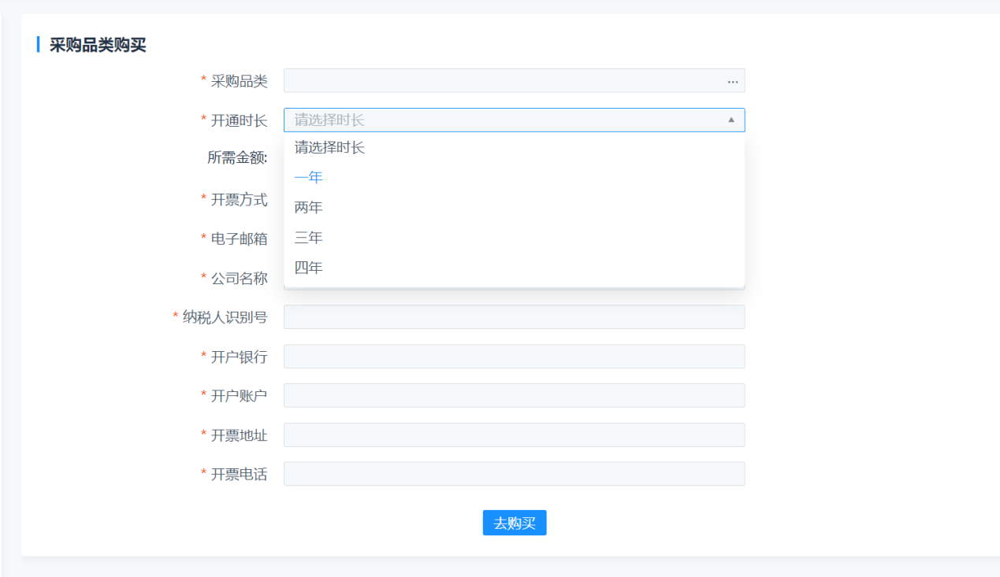 采购品类购买
* 采购品类 ...
* 开通时长 请选择时长
请选择时长
所需金额:
一年
* 开票方式
两年
* 电子邮箱
三年
四年
* 公司名称
* 纳税人识别号
* 开户银行
* 开户账户
* 开票地址
* 开票电话
去购买